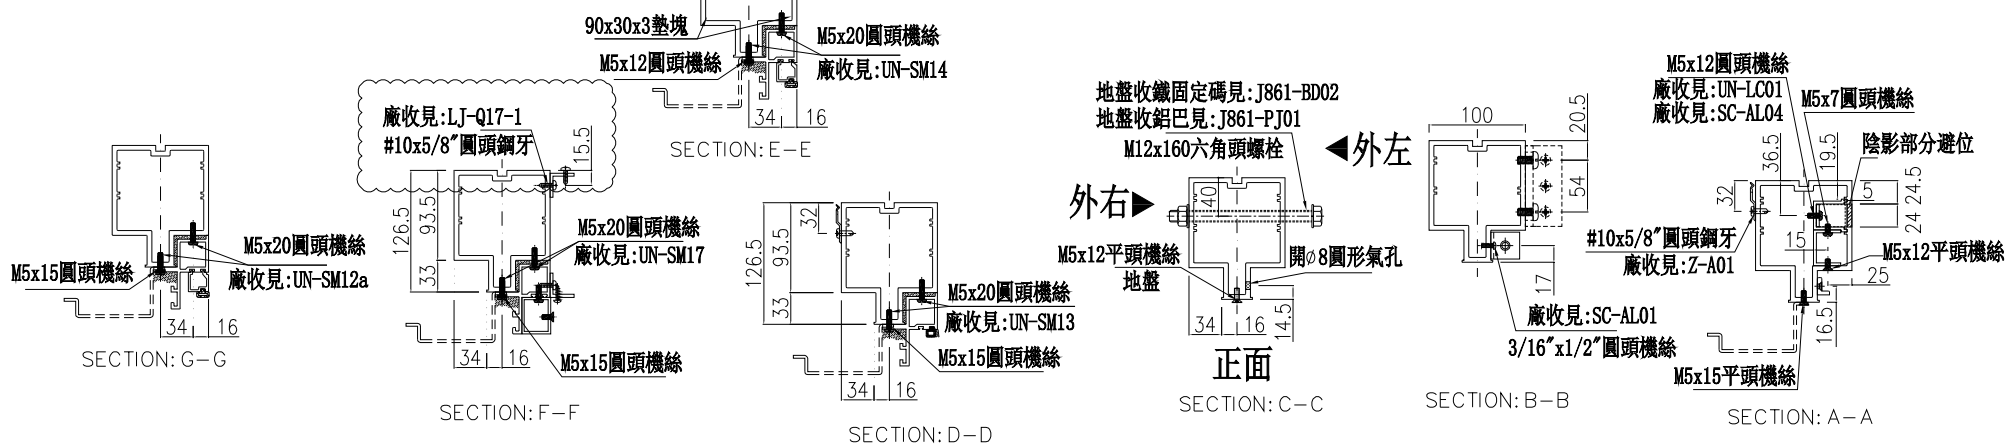 M5x15圓頭機絲
M5x20圓頭機絲
廠收見:UN-SM12a
34
16
SECTION:G-G
廠收見:LJ-Q17-1
#10x5/8"圓頭鋼牙
15.5
126.5
93.5
33
M5x20圓頭機絲
廠收見:UN-SM17
M5x15圓頭機絲
34
16
SECTION:F-F
90x30x3墊塊
M5x12圓頭機絲
M5x20圓頭機絲
廠收見:UN-SM14
34
16
SECTION:E-E
126.5
93.5
33
32
M5x20圓頭機絲
廠收見:UN-SM13
M5x15圓頭機絲
34
16
SECTION:D-D
地盤收鐵固定碼見:J861-BD02
地盤收鋁巴見:J861-PJ01
M12x160六角頭螺栓
外右▶
40
M5x12平頭機絲
地盤
開φ8圓形氣孔
34
16
14.5
正面
SECTION:C-C
◀外左
100
20.5
54
17
廠收見:SC-AL01
3/16"x1/2"圓頭機絲
SECTION:B-B
M5x12圓頭機絲
廠收見:UN-LC01
廠收見:SC-AL04
M5x7圓頭機絲
陰影部分避位
36.5
19.5
32
5
24.5
24
15
#10x5/8"圓頭鋼牙
廠收見:Z-A01
M5x12平頭機絲
25
16.5
M5x15平頭機絲
SECTION:A-A